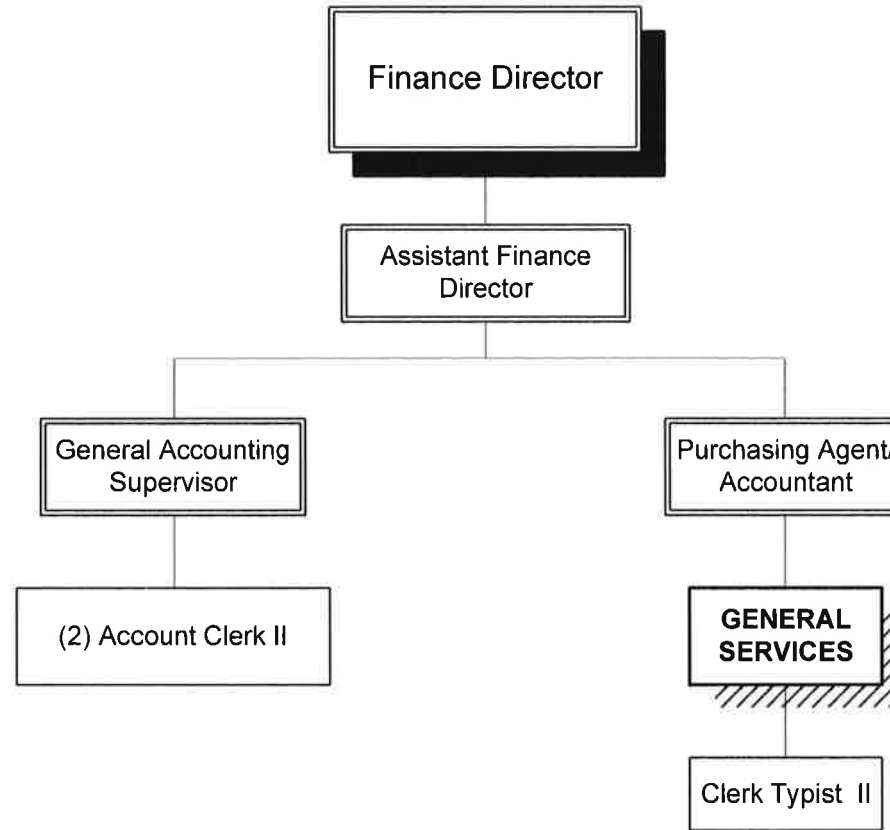 Finance Director
Assistant Finance
Director
General Accounting
Supervisor
Purchasing Agent/
Accountant
(2) Account Clerk II
GENERAL
SERVICES
Clerk Typist II